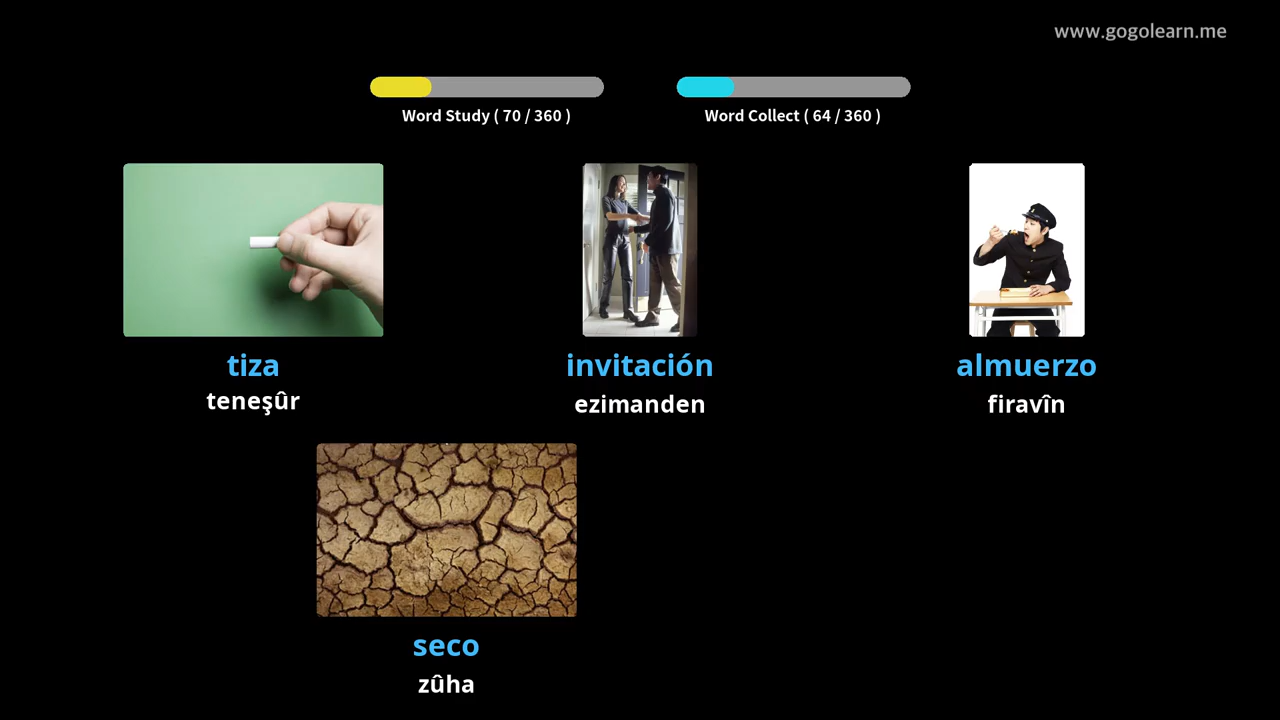 www.gogolearn.me
Word Study ( 70 / 360 )
Word Collect ( 64 / 360 )
tiza
teneşûr
invitación
ezimanden
almuerzo
firavîn
seco
zûha